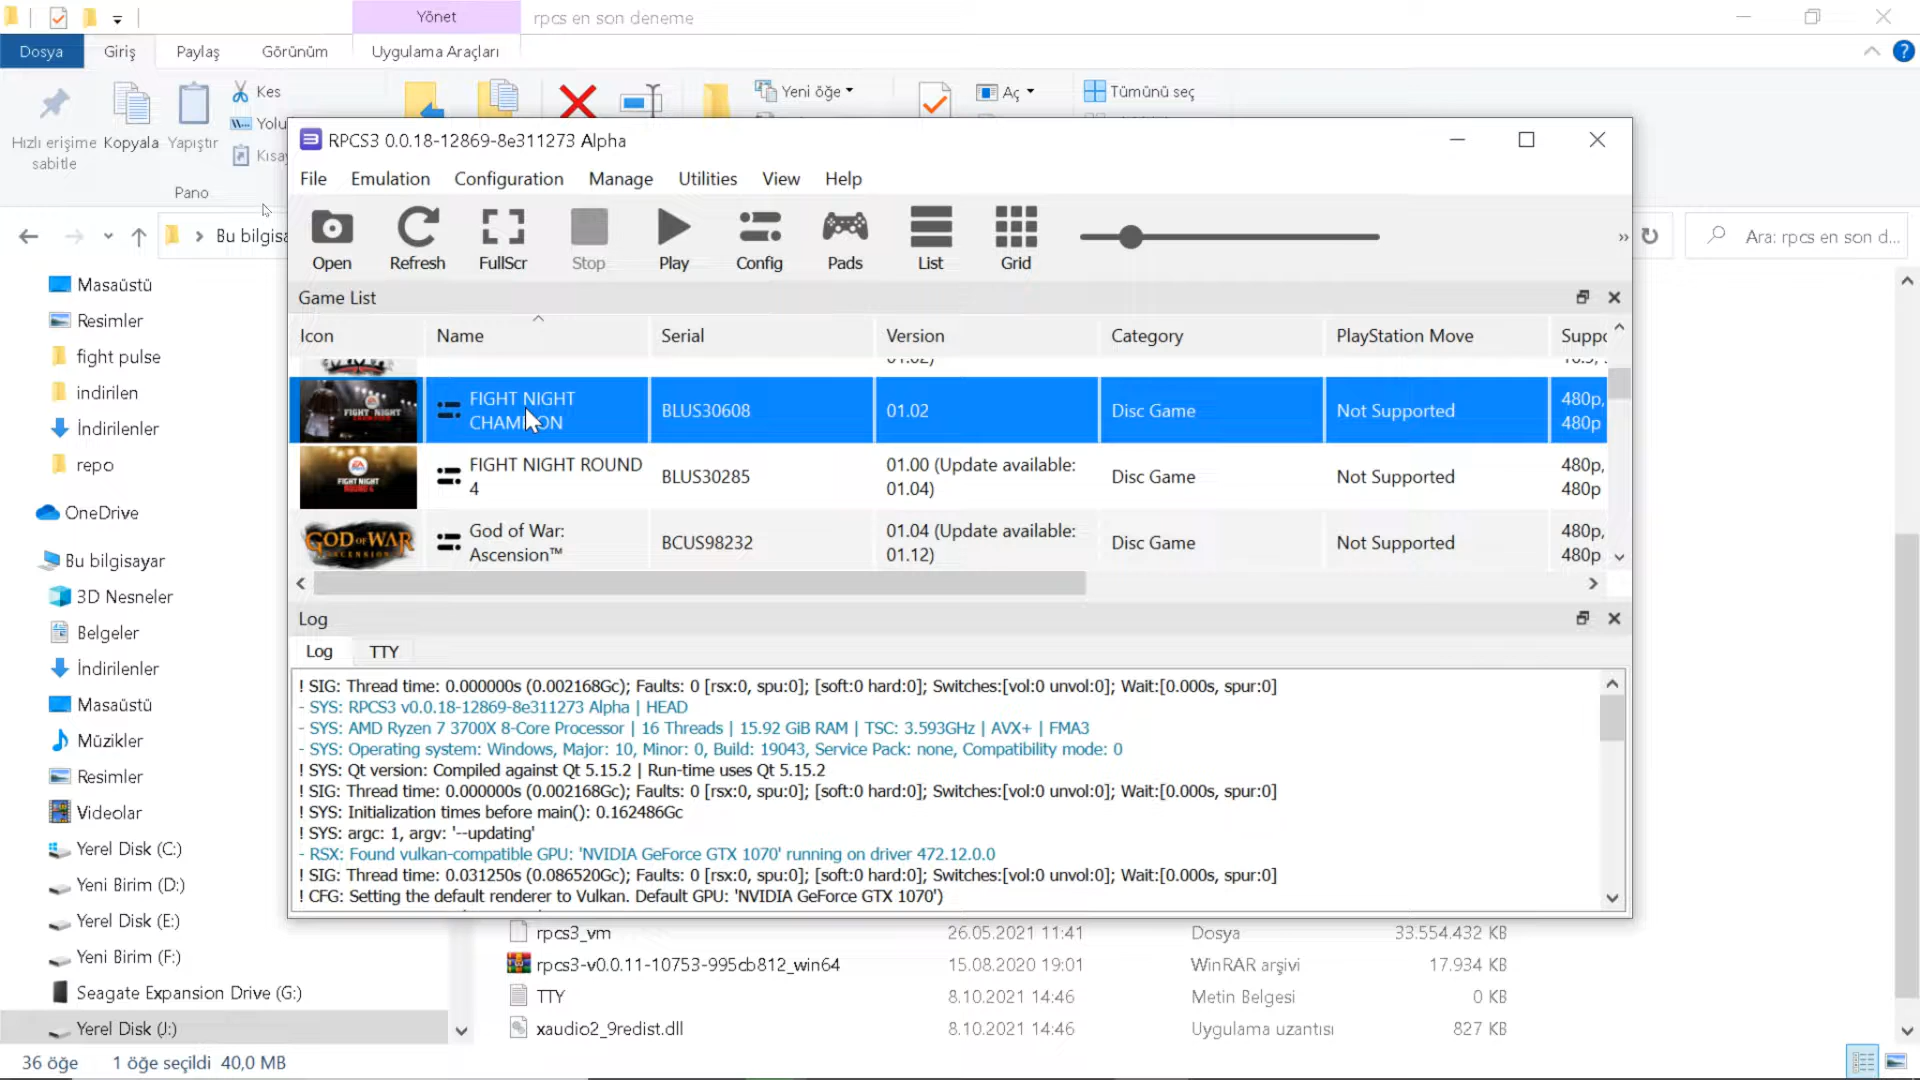 Yönet
rpcs en son deneme
Dosya
Giriş
Paylaş
Görünüm
Uygulama Araçları
Hızlı erişime
sabitle
Kopyala
Yapıştır
Kes
Yolu
Kısay
Pano
Yeni öğe
Aç
Tümünü seç
Bu bilgisa
Ara: rpcs en son d...
Masaüstü
Resimler
fight pulse
indirilen
İndirilenler
repo
OneDrive
Bu bilgisayar
3D Nesneler
Belgeler
İndirilenler
Masaüstü
Müzikler
Resimler
Videolar
Yerel Disk (C:)
Yeni Birim (D:)
Yerel Disk (E:)
Yeni Birim (F:)
Seagate Expansion Drive (G:)
Yerel Disk (J:)
36 öğe 1 öğe seçildi 40,0 MB
RPCS3 0.0.18-12869-8e311273 Alpha
File Emulation Configuration Manage Utilities View Help
Open Refresh FullScr Stop Play Config Pads List Grid
Game List
Icon Name Serial Version Category PlayStation Move Suppo
FIGHT NIGHT
FIGHT NIGHT
CHAMPION
BLUS30608
01.02
Disc Game
Not Supported
480p,
480p
FIGHT NIGHT
FIGHT NIGHT ROUND
4
BLUS30285
01.00 (Update available:
01.04)
Disc Game
Not Supported
480p,
480p
GOD OF WAR
ASCENSION
God of War:
Ascension™
BCUS98232
01.04 (Update available:
01.12)
Disc Game
Not Supported
480p,
480p
Log
Log TTY
! SIG: Thread time: 0.000000s (0.002168Gc); Faults: 0 [rsx:0, spu:0]; [soft:0 hard:0]; Switches:[vol:0 unvol:0]; Wait:[0.000s, spur:0]
- SYS: RPCS3 v0.0.18-12869-8e311273 Alpha | HEAD
- SYS: AMD Ryzen 7 3700X 8-Core Processor | 16 Threads | 15.92 GiB RAM | TSC: 3.593GHz | AVX+ | FMA3
- SYS: Operating system: Windows, Major: 10, Minor: 0, Build: 19043, Service Pack: none, Compatibility mode: 0
! SYS: Qt version: Compiled against Qt 5.15.2 | Run-time uses Qt 5.15.2
! SIG: Thread time: 0.000000s (0.002168Gc); Faults: 0 [rsx:0, spu:0]; [soft:0 hard:0]; Switches:[vol:0 unvol:0]; Wait:[0.000s, spur:0]
! SYS: Initialization times before main(): 0.162486Gc
! SYS: argc: 1, argv: '--updating'
- RSX: Found vulkan-compatible GPU: 'NVIDIA GeForce GTX 1070' running on driver 472.12.0.0
! SIG: Thread time: 0.031250s (0.086520Gc); Faults: 0 [rsx:0, spu:0]; [soft:0 hard:0]; Switches:[vol:0 unvol:0]; Wait:[0.000s, spur:0]
! CFG: Setting the default renderer to Vulkan. Default GPU: 'NVIDIA GeForce GTX 1070')
rpcs3_vm 26.05.2021 11:41 Dosya 33.554.432 KB
rpcs3-v0.0.11-10753-995cb812_win64 15.08.2020 19:01 WinRAR arşivi 17.934 KB
TTY 8.10.2021 14:46 Metin Belgesi 0 KB
xaudio2_9redist.dll 8.10.2021 14:46 Uygulama uzantısı 827 KB